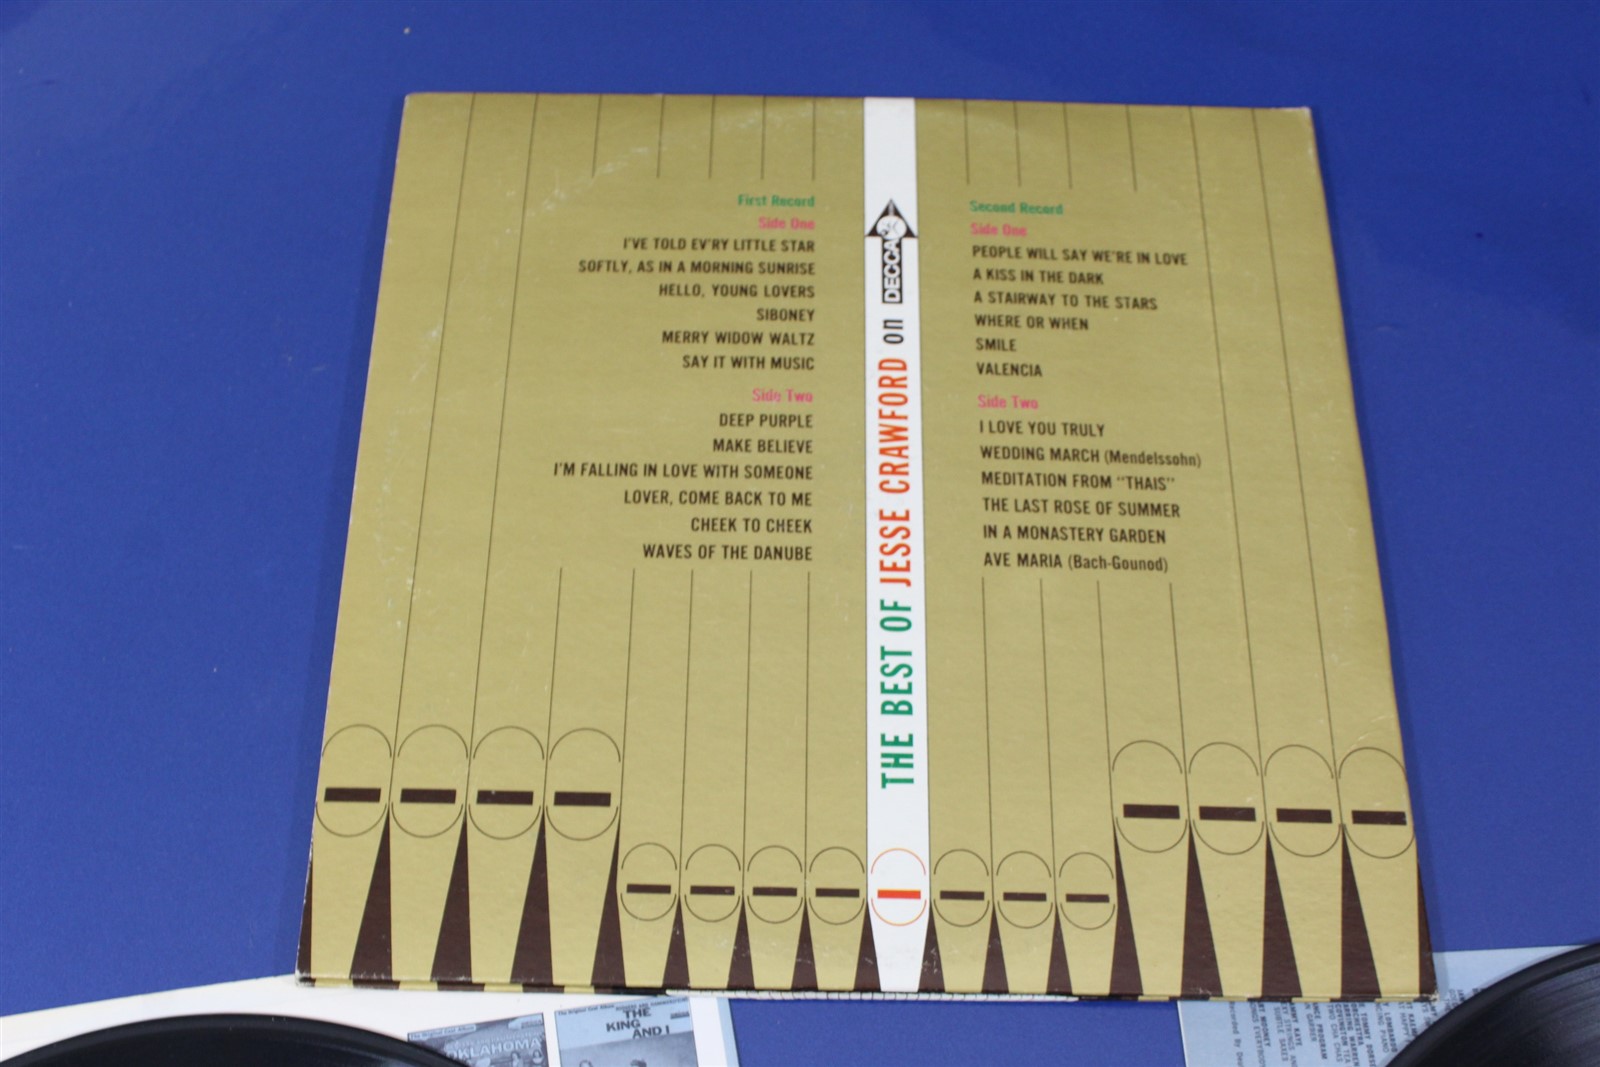 First Record
Side One
I'VE TOLD EV'RY LITTLE STAR
SOFTLY, AS IN A MORNING SUNRISE
HELLO, YOUNG LOVERS
SIBONEY
MERRY WIDOW WALTZ
SAY IT WITH MUSIC
Side Two
DEEP PURPLE
MAKE BELIEVE
I'M FALLING IN LOVE WITH SOMEONE
LOVER, COME BACK TO ME
CHEEK TO CHEEK
WAVES OF THE DANUBE
THE BEST OF JESSE CRAWFORD on DECCA
Second Record
Side One
PEOPLE WILL SAY WE'RE IN LOVE
A KISS IN THE DARK
A STAIRWAY TO THE STARS
WHERE OR WHEN
SMILE
VALENCIA
Side Two
I LOVE YOU TRULY
WEDDING MARCH (Mendelssohn)
MEDITATION FROM "THAIS"
THE LAST ROSE OF SUMMER
IN A MONASTERY GARDEN
AVE MARIA (Bach-Gounod)
OKLAHOMA
THE
KING
AND I